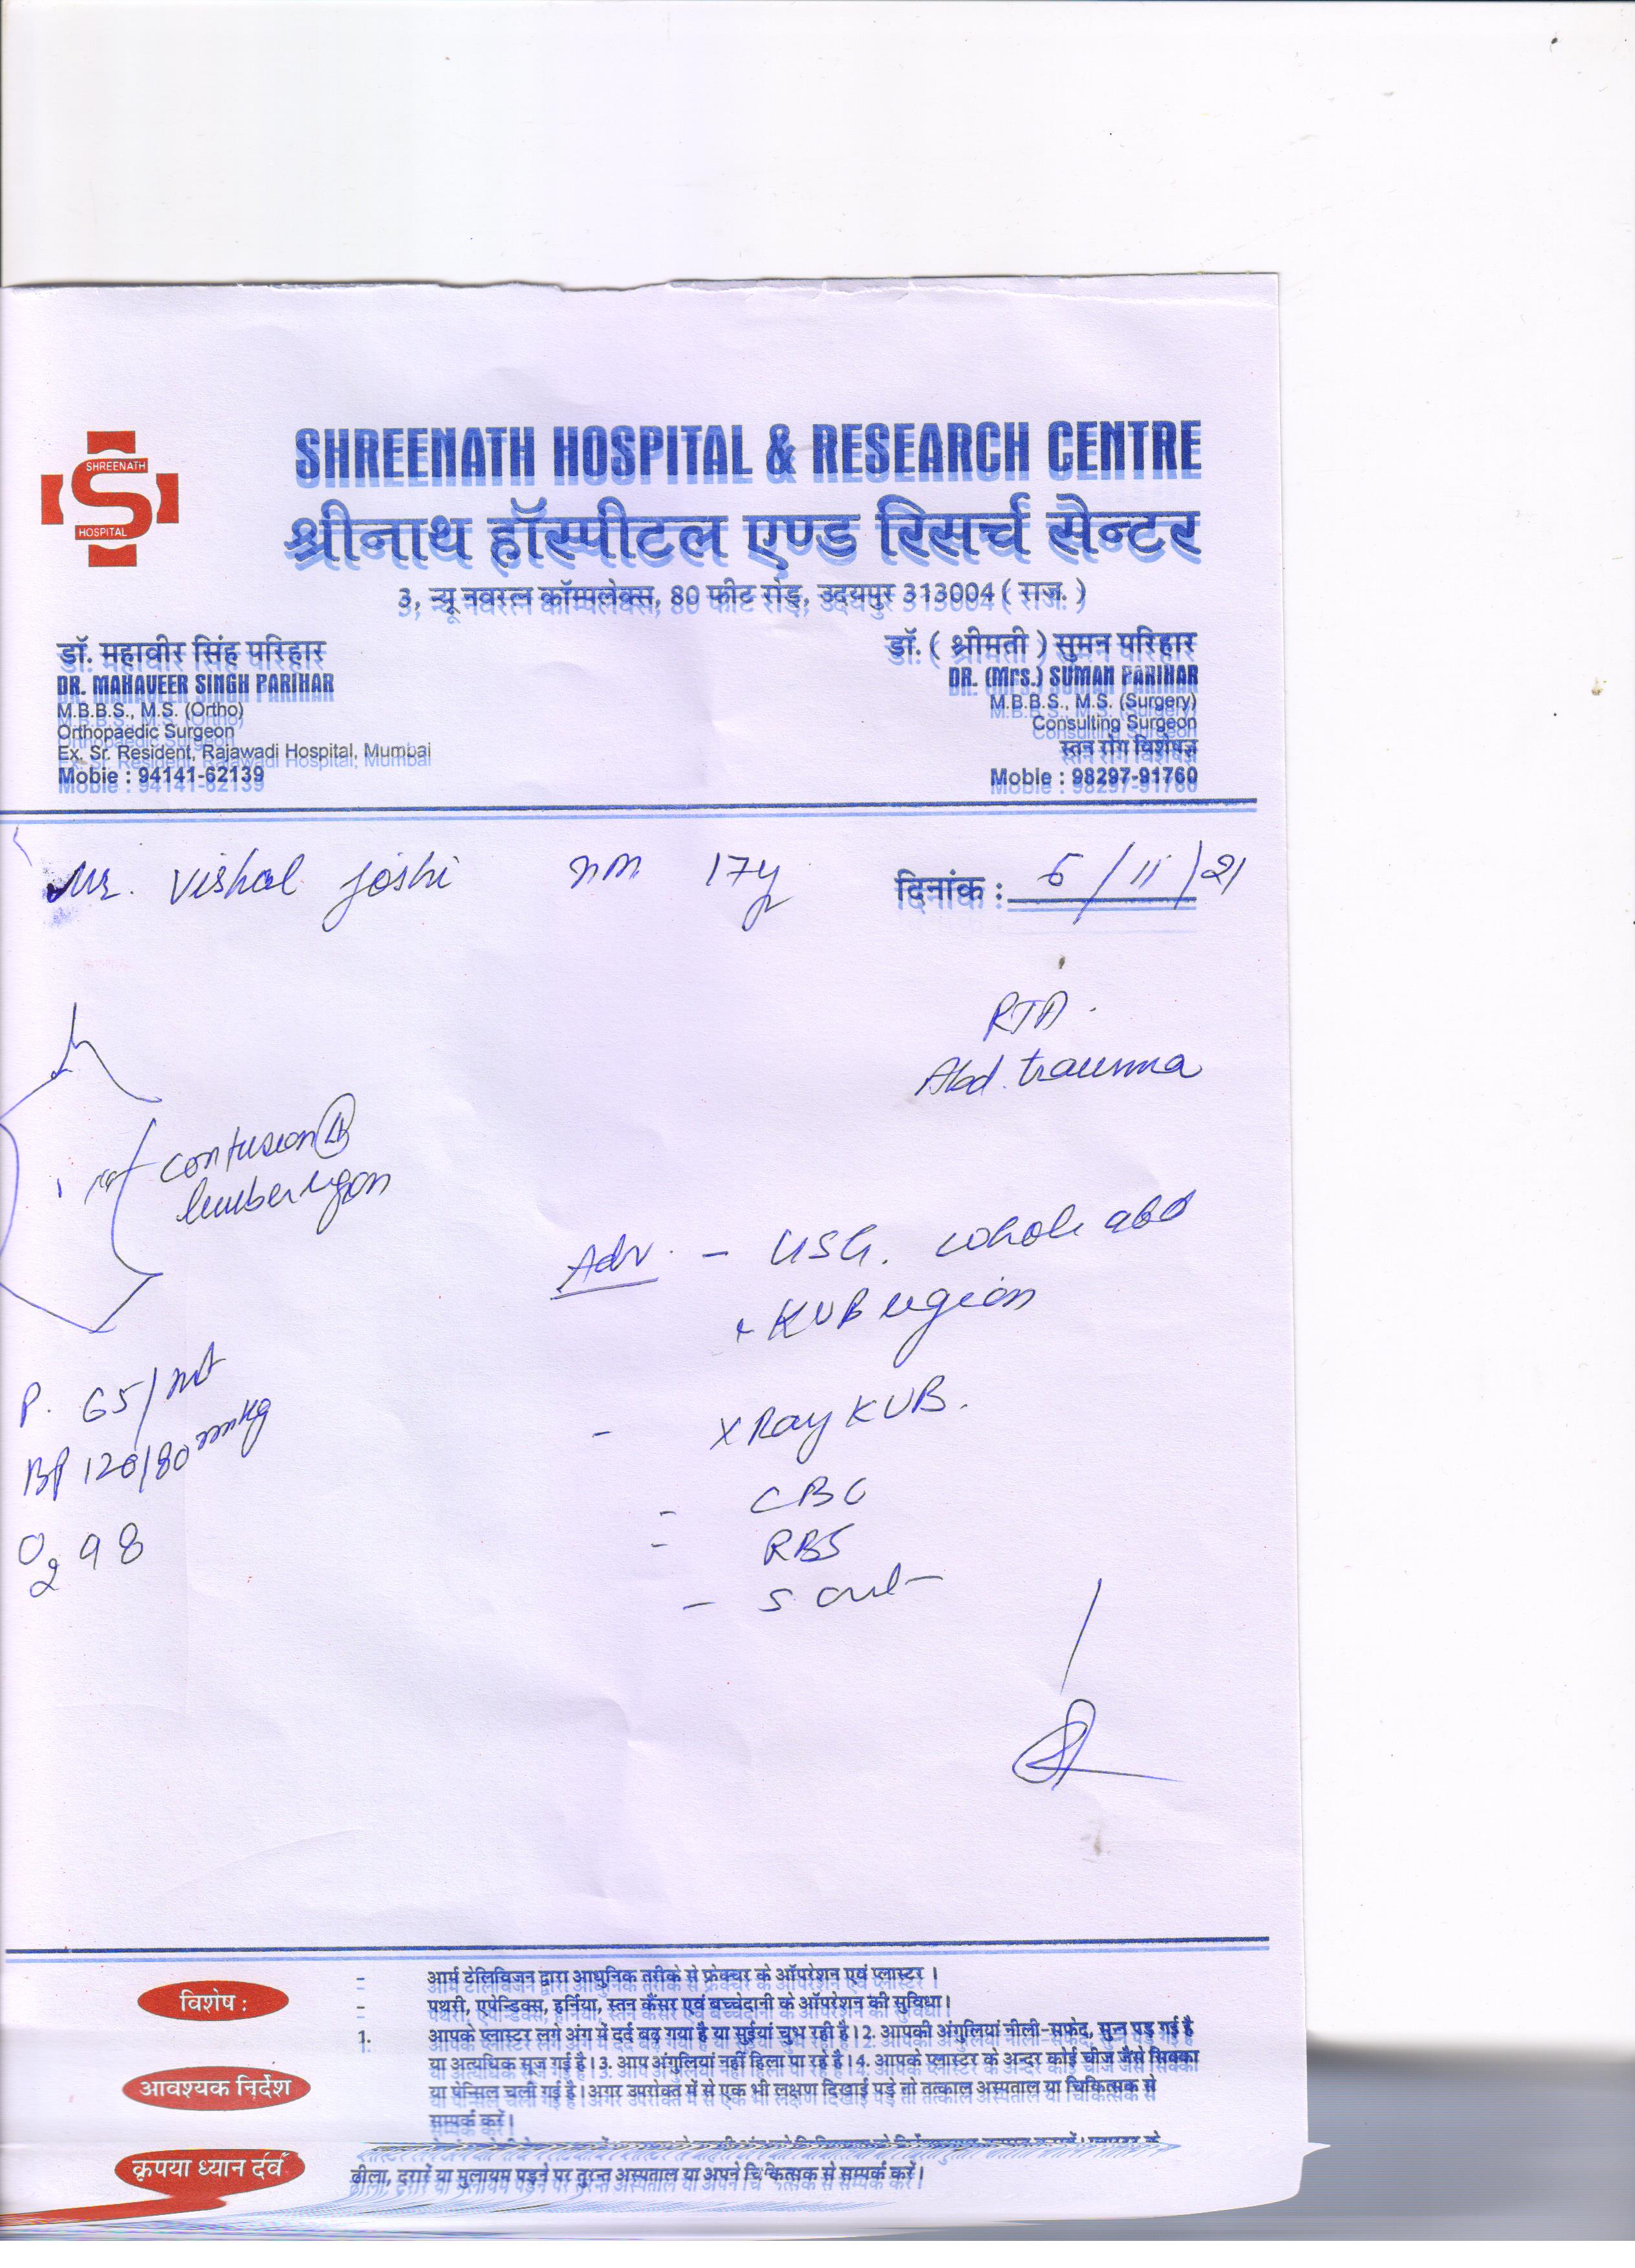 SHREENATH
HOSPITAL
SHREENATH HOSPITAL & RESEARCH CENTRE
श्रीनाथ हॉस्पीटल एण्ड रिसर्च सेन्टर
3, न्यू नवरत्न कॉम्पलेक्स, 80 फीट रोड़, उदयपुर 313004 ( राज. )
डॉ. महावीर सिंह परिहार
DR. MAHAVEER SINGH PARIHAR
M.B.B.S., M.S. (Ortho)
Orthopaedic Surgeon
Ex. Sr. Resident, Rajawadi Hospital, Mumbai
Mobie : 94141-62139
डॉ. ( श्रीमती ) सुमन परिहार
DR. (Mrs.) SUMAN PARIHAR
M.B.B.S., M.S. (Surgery)
Consulting Surgeon
स्तन रोग विशेषज्ञ
Moble : 98297-91760
Mr. Vishal Joshi 17y
दिनांक : 5/11/21
RTA.
Abd. trauma
contusion
lumber region
Adv. - USG. whole abd
+ KUB region
- X Ray KUB.
- CBC
- RBS
- S
P. 65/mt
BP 120/80 mmHg
O2 98
विशेष :
- आर्म टेलिविजन द्वारा आधुनिक तरीके से फ्रेक्चर के ऑपरेशन एवं प्लास्टर ।
- पथरी, एपेन्डिक्स, हर्निया, स्तन कैंसर एवं बच्चेदानी के ऑपरेशन की सुविधा।
आवश्यक निर्देश
1. आपके प्लास्टर लगे अंग में दर्द बढ़ गया है या सुईयां चुभ रही है। 2. आपकी अंगुलियां नीली-सफेद, सुन्न पड़ गई है
या अत्यधिक सूज गई है। 3. आप अंगुलियां नहीं हिला पा रहे है। 4. आपके प्लास्टर के अन्दर कोई चीज जैसे सिक्का
या पेन्सिल चली गई है। अगर उपरोक्त में से एक भी लक्षण दिखाई पड़े तो तत्काल अस्पताल या चिकित्सक से
सम्पर्क करें।
कृपया ध्यान देवें
ढीला, दरारें या मुलायम पड़ने पर तुरन्त अस्पताल या अपने चिकित्सक से सम्पर्क करें।